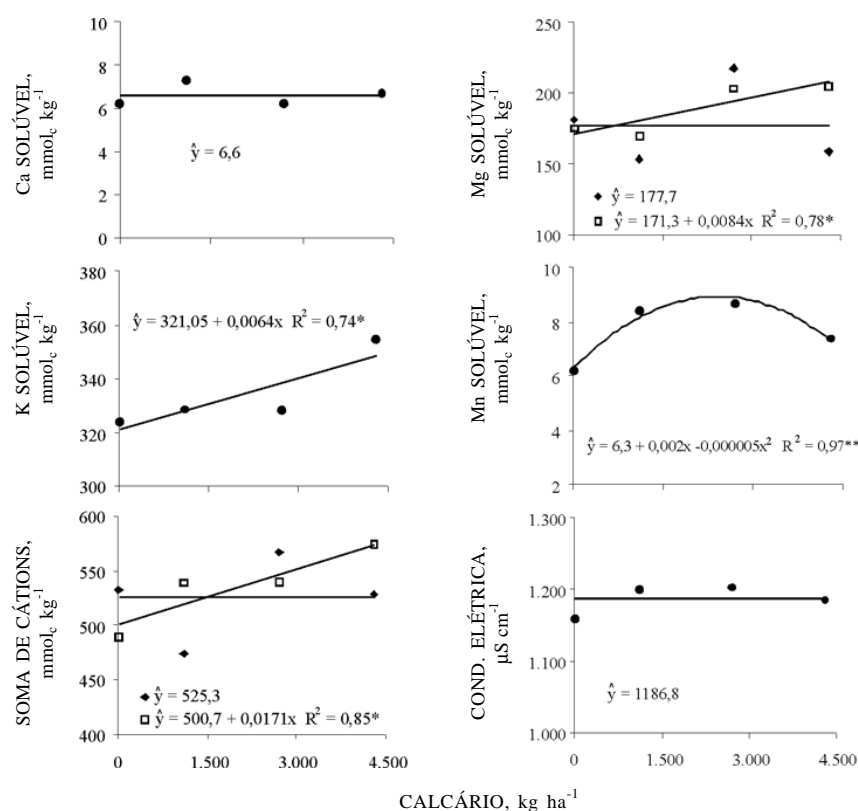 Ca SOLÚVEL,
mmol_c kg^-1
10
8
6
4
2
0
ŷ = 6,6
Mg SOLÚVEL,
mmol_c kg^-1
250
200
150
100
ŷ = 177,7
ŷ = 171,3 + 0,0084x R² = 0,78*
K SOLÚVEL,
mmol_c kg^-1
380
360
340
320
300
ŷ = 321,05 + 0,0064x R² = 0,74*
Mn SOLÚVEL,
mmol_c kg^-1
10
8
6
4
2
ŷ = 6,3 + 0,002x -0,000005x² R² = 0,97**
SOMA DE CÁTIONS,
mmol_c kg^-1
600
550
500
450
400
ŷ = 525,3
ŷ = 500,7 + 0,0171x R² = 0,85*
0 1.500 3.000 4.500
COND. ELÉTRICA,
µS cm^-1
1.300
1.200
1.100
1.000
ŷ = 1186,8
0 1.500 3.000 4.500
CALCÁRIO, kg ha^-1